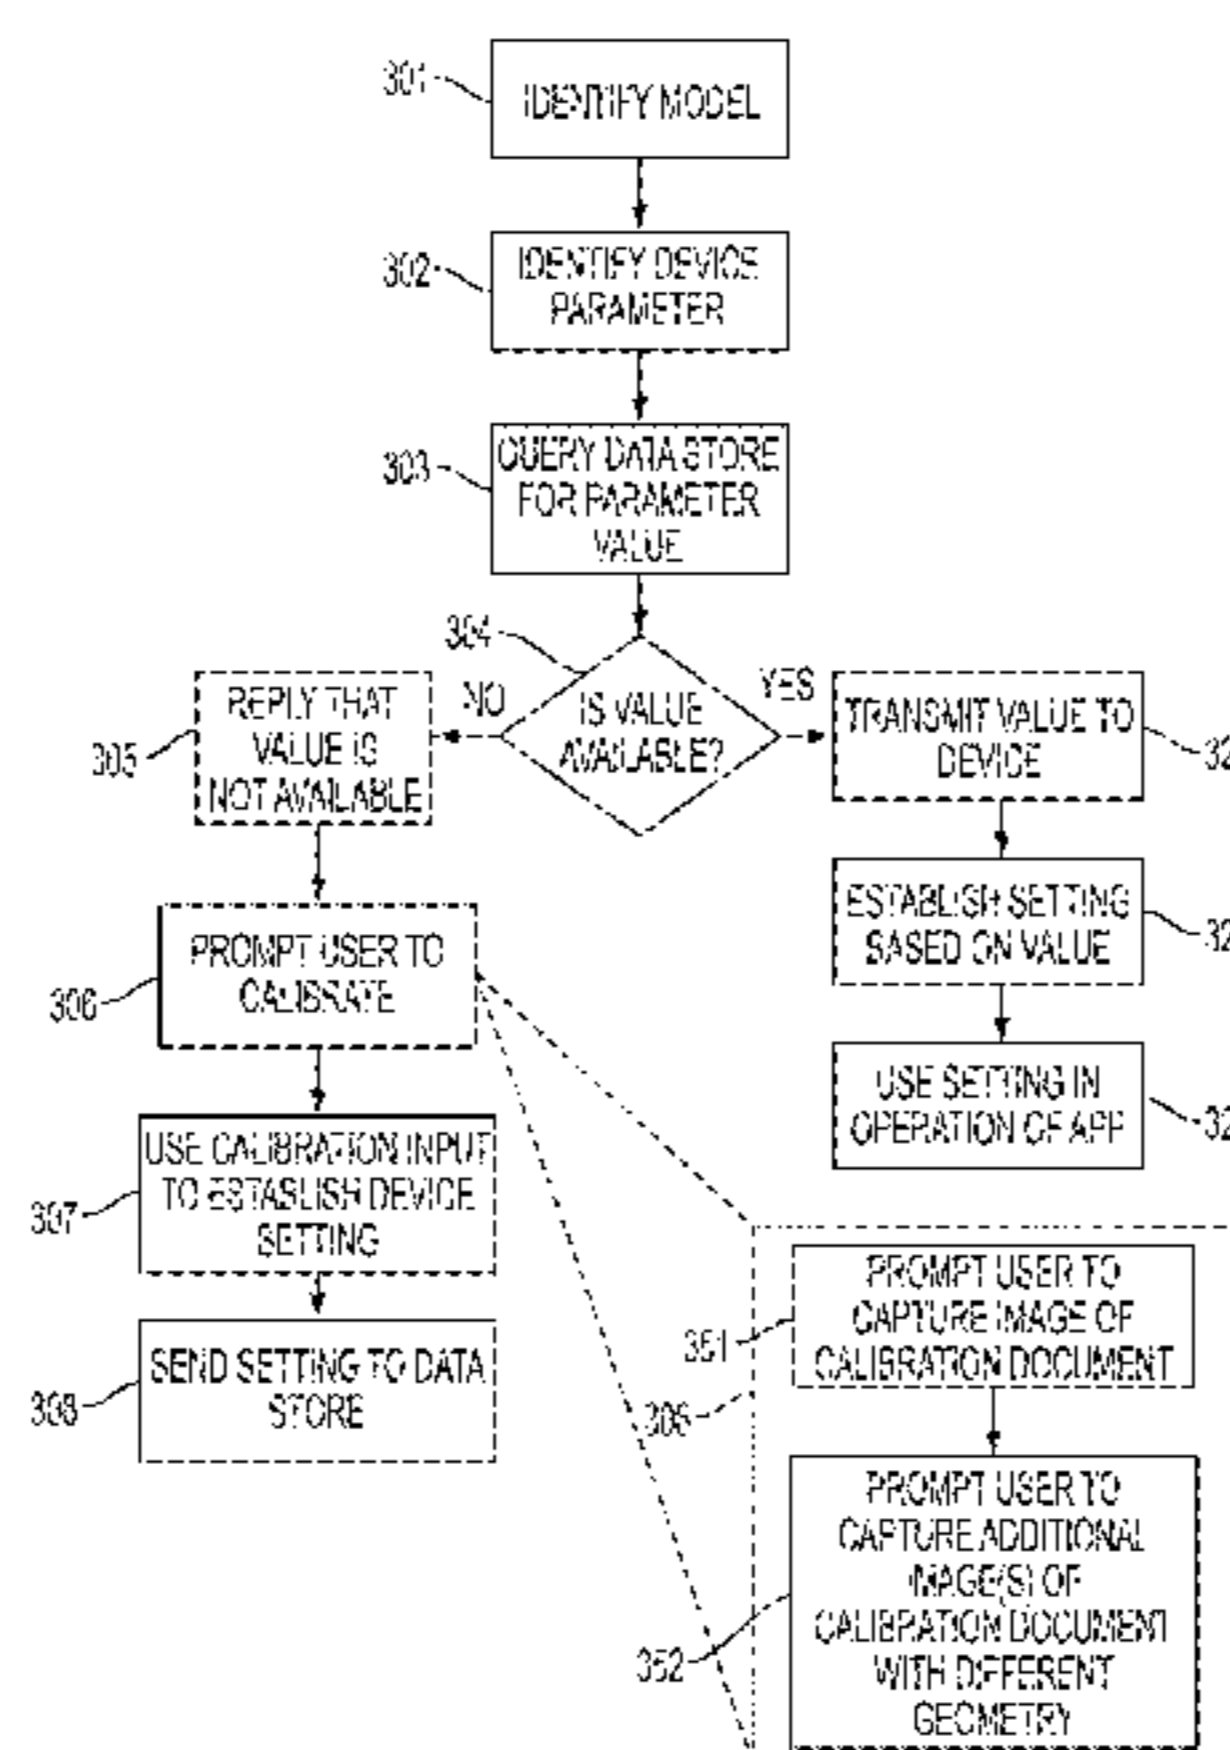 301
IDENTIFY MODEL
302
IDENTIFY DEVICE
PARAMETER
303
QUERY DATA STORE
FOR PARAMETER
VALUE
304
IS VALUE
AVAILABLE?
NO
YES
305
REPLY THAT
VALUE IS
NOT AVAILABLE
TRANSMIT VALUE TO
DEVICE
32
306
PROMPT USER TO
CALIBRATE
ESTABLISH SETTING
BASED ON VALUE
32
307
USE CALIBRATION INPUT
TO ESTABLISH DEVICE
SETTING
USE SETTING IN
OPERATION OF APP
32
308
SEND SETTING TO DATA
STORE
351
PROMPT USER TO
CAPTURE IMAGE OF
CALIBRATION DOCUMENT
306
352
PROMPT USER TO
CAPTURE ADDITIONAL
IMAGE(S) OF
CALIBRATION DOCUMENT
WITH DIFFERENT
GEOMETRY